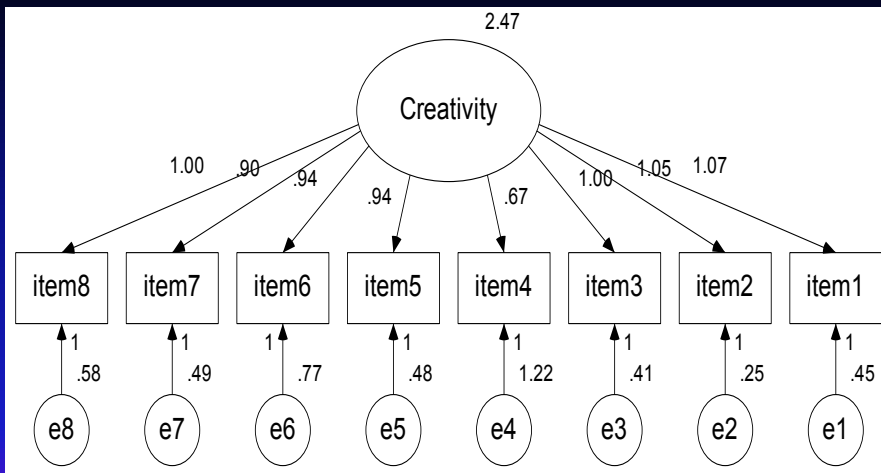 2.47
Creativity
1.00 .90 .94 .94 .67 1.00 1.05 1.07
item8 item7 item6 item5 item4 item3 item2 item1
1 1 1 1 1 1 1 1
.58 .49 .77 .48 1.22 .41 .25 .45
e8 e7 e6 e5 e4 e3 e2 e1